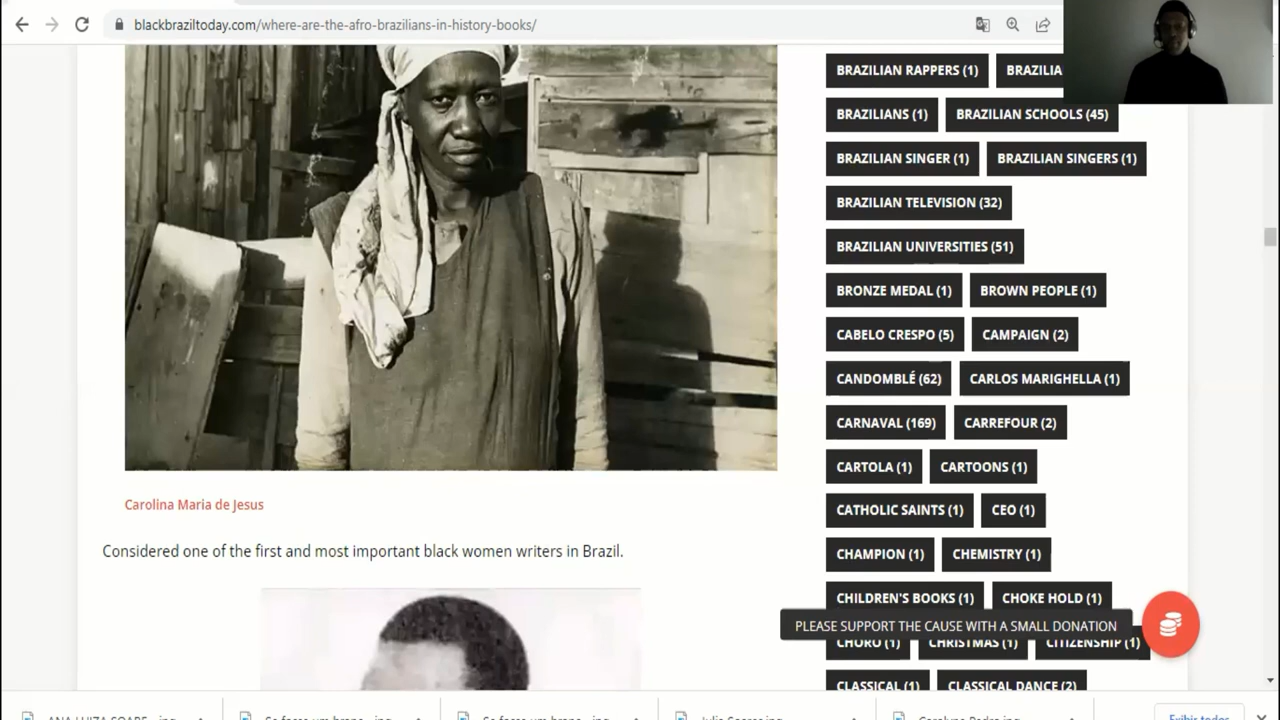 blackbraziltoday.com/where-are-the-afro-brazilians-in-history-books/
BRAZILIAN RAPPERS (1)
BRAZILIANS (1) BRAZILIAN SCHOOLS (45)
BRAZILIAN SINGER (1) BRAZILIAN SINGERS (1)
BRAZILIAN TELEVISION (32)
BRAZILIAN UNIVERSITIES (51)
BRONZE MEDAL (1) BROWN PEOPLE (1)
CABELO CRESPO (5) CAMPAIGN (2)
CANDOMBLÉ (62) CARLOS MARIGHELLA (1)
CARNAVAL (169) CARREFOUR (2)
CARTOLA (1) CARTOONS (1)
CATHOLIC SAINTS (1) CEO (1)
CHAMPION (1) CHEMISTRY (1)
CHILDREN'S BOOKS (1) CHOKE HOLD (1)
PLEASE SUPPORT THE CAUSE WITH A SMALL DONATION
CHORO (1) CHRISTMAS (1) CITIZENSHIP (1)
CLASSICAL (1) CLASSICAL DANCE (2)
Carolina Maria de Jesus
Considered one of the first and most important black women writers in Brazil.